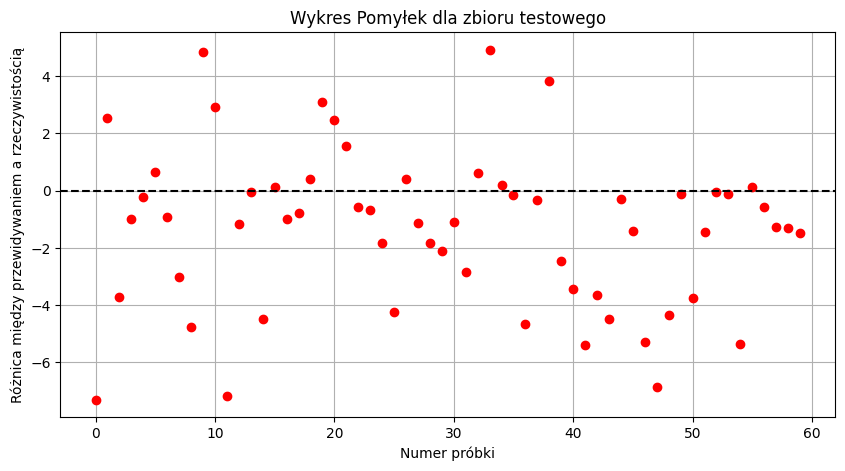 Wykres Pomyłek dla zbioru testowego
Różnica między przewidywaniem a rzeczywistością
4
2
0
−2
−4
−6
0 10 20 30 40 50 60
Numer próbki